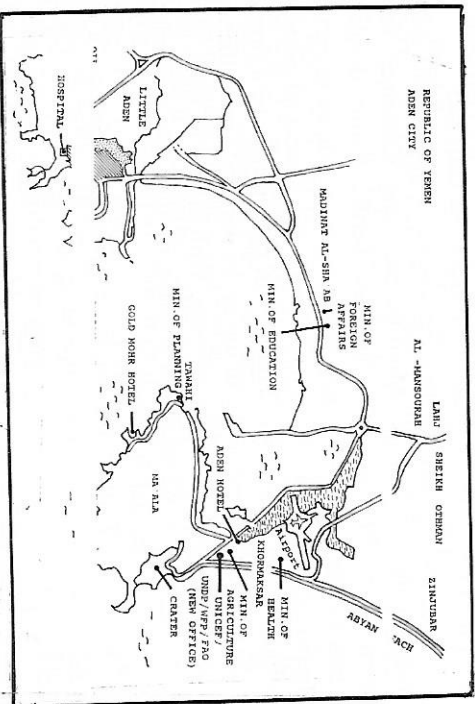 REPUBLIC OF YEMEN
ADEN CITY
LAHJ
SHEIKH OTHMAN
ZINJUBAR
AL-MANSOURAH
MIN.OF
FOREIGN
AFFAIRS
MADINAT AL-SHA'AB
MIN.OF EDUCATION
LITTLE
ADEN
HOSPITAL
TAWAHI
MIN.OF PLANNING
GOLD MOHR HOTEL
ADEN HOTEL
MA'ALA
KHORMAKSAR
Airport
MIN.OF
HEALTH
ABYAN
MIN.OF
AGRICULTURE
UNICEF/
UNDP/WFP/FAO
(NEW OFFICE)
CRATER